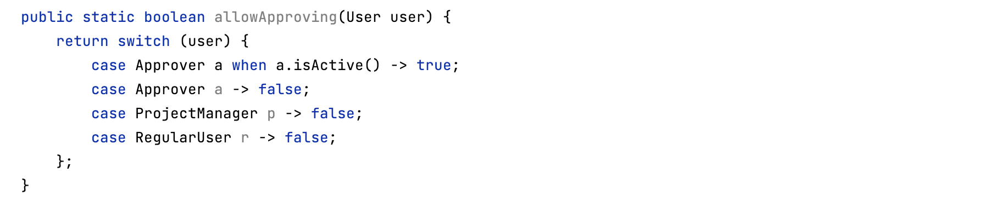 public static boolean allowApproving(User user) {
    return switch (user) {
        case Approver a when a.isActive() -> true;
        case Approver a -> false;
        case ProjectManager p -> false;
        case RegularUser r -> false;
    };
}